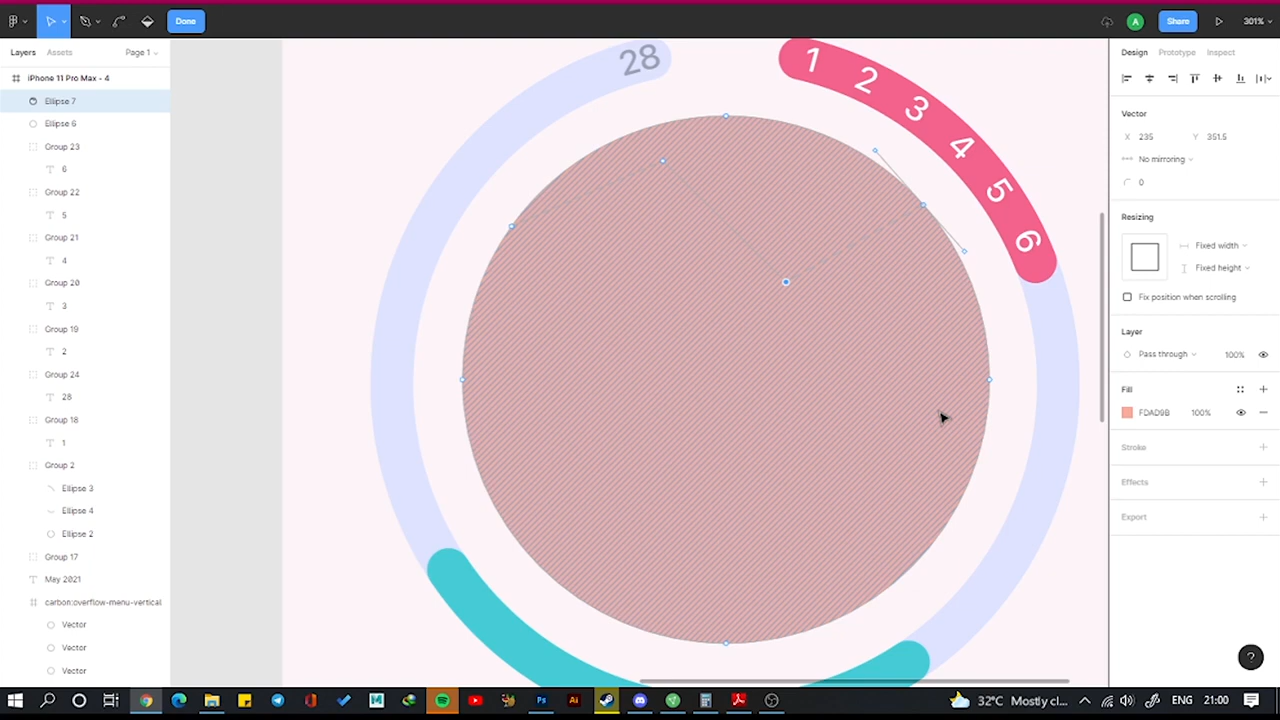 Done
Share
301%
A
Layers
Assets
Page 1
iPhone 11 Pro Max - 4
Ellipse 7
Ellipse 6
Group 23
6
Group 22
5
Group 21
4
Group 20
3
Group 19
2
Group 24
28
Group 18
1
Group 2
Ellipse 3
Ellipse 4
Ellipse 2
Group 17
May 2021
carbon:overflow-menu-vertical
Vector
Vector
Vector
28
1
2
3
4
5
6
Design
Prototype
Inspect
Vector
X 235
Y 351.5
No mirroring
0
Resizing
Fixed width
Fixed height
Fix position when scrolling
Layer
Pass through
100%
Fill
FDAD9B
100%
Stroke
Effects
Export
?
Ps
Ai
32°C Mostly cl...
ENG
21:00